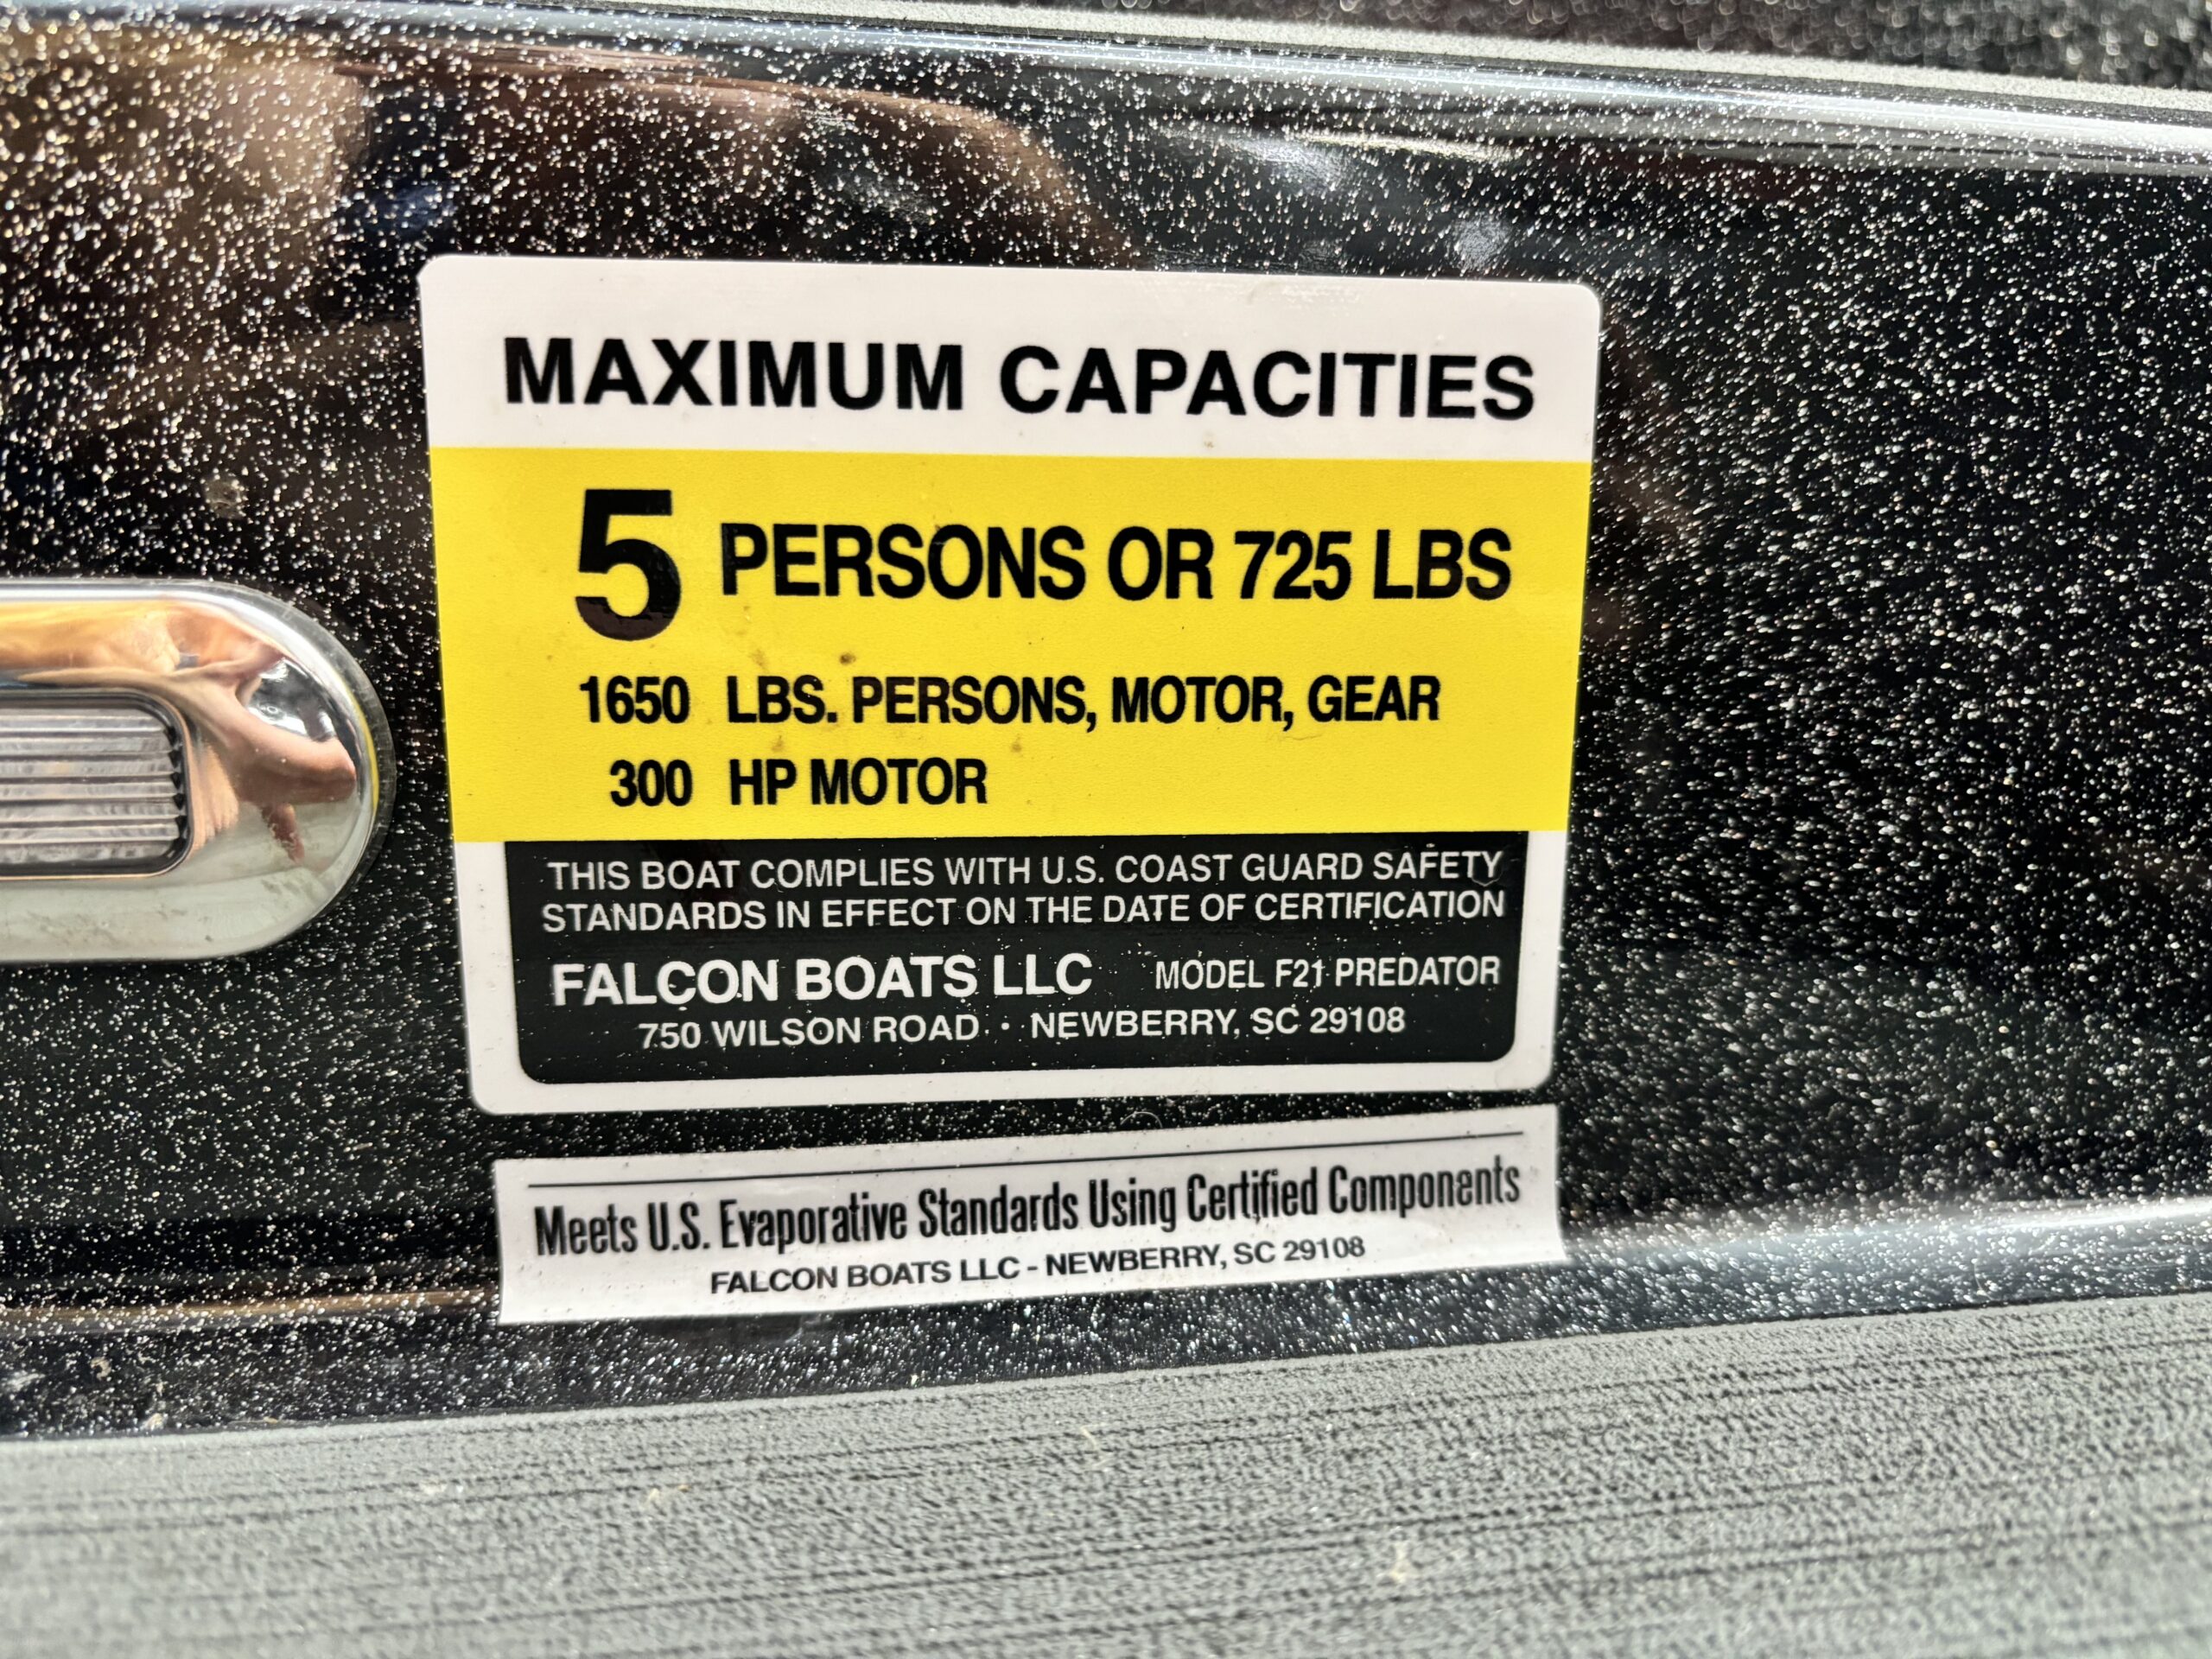 MAXIMUM CAPACITIES
5 PERSONS OR 725 LBS
1650 LBS. PERSONS, MOTOR, GEAR
300 HP MOTOR
THIS BOAT COMPLIES WITH U.S. COAST GUARD SAFETY
STANDARDS IN EFFECT ON THE DATE OF CERTIFICATION
FALCON BOATS LLC MODEL F21 PREDATOR
750 WILSON ROAD • NEWBERRY, SC 29108
Meets U.S. Evaporative Standards Using Certified Components
FALCON BOATS LLC - NEWBERRY, SC 29108